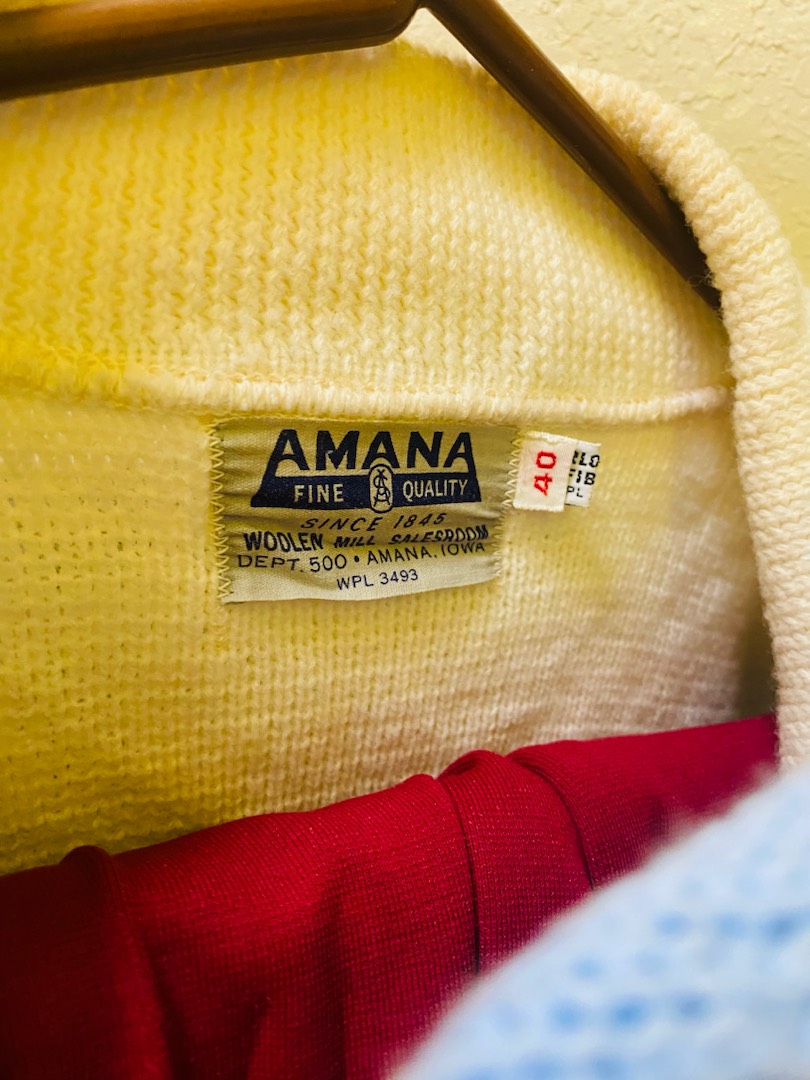 AMANA
FINE QUALITY
SINCE 1845
WOOLEN MILL SALESROOM
DEPT. 500 • AMANA, IOWA
WPL 3493
40